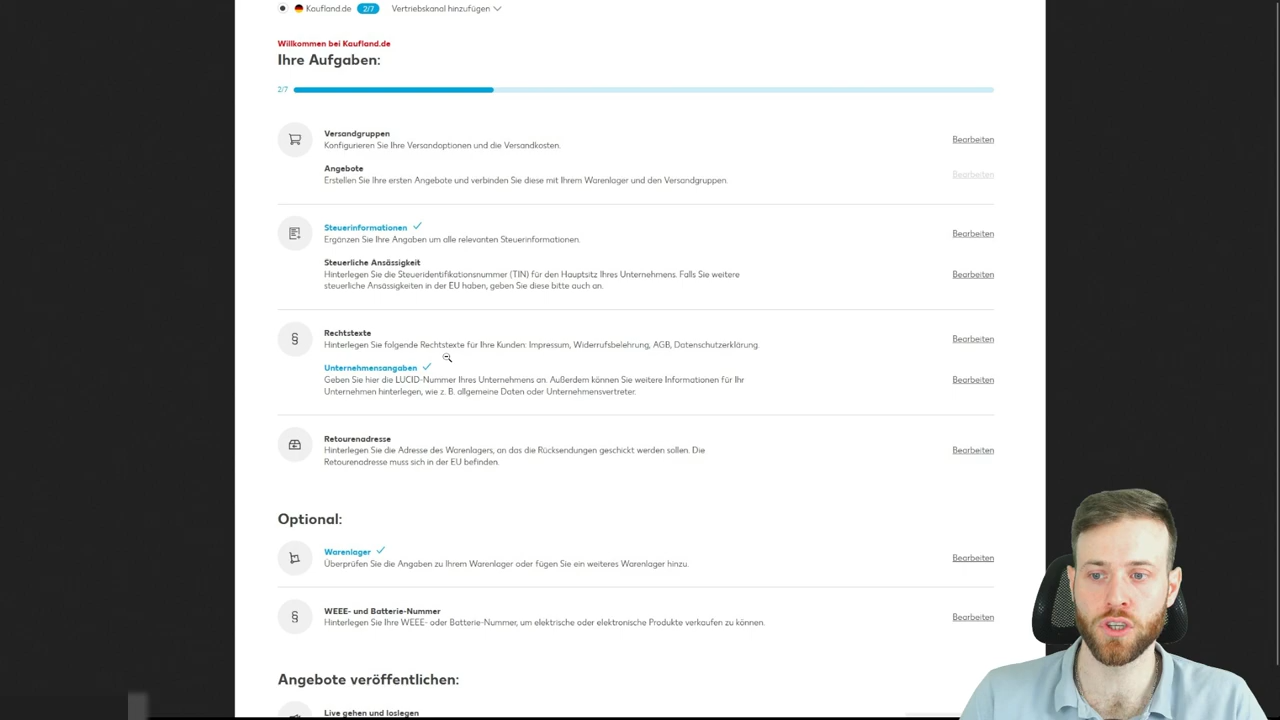 Kaufland.de 2/7 Vertriebskanal hinzufügen
Willkommen bei Kaufland.de
Ihre Aufgaben:
2/7
Versandgruppen
Konfigurieren Sie Ihre Versandoptionen und die Versandkosten.
Bearbeiten
Angebote
Erstellen Sie Ihre ersten Angebote und verbinden Sie diese mit Ihrem Warenlager und den Versandgruppen.
Bearbeiten
Steuerinformationen
Ergänzen Sie Ihre Angaben um alle relevanten Steuerinformationen.
Bearbeiten
Steuerliche Ansässigkeit
Hinterlegen Sie die Steueridentifikationsnummer (TIN) für den Hauptsitz Ihres Unternehmens. Falls Sie weitere
steuerliche Ansässigkeiten in der EU haben, geben Sie diese bitte auch an.
Bearbeiten
§
Rechtstexte
Hinterlegen Sie folgende Rechtstexte für Ihre Kunden: Impressum, Widerrufsbelehrung, AGB, Datenschutzerklärung.
Bearbeiten
Unternehmensangaben
Geben Sie hier die LUCID-Nummer Ihres Unternehmens an. Außerdem können Sie weitere Informationen für Ihr
Unternehmen hinterlegen, wie z. B. allgemeine Daten oder Unternehmensvertreter.
Bearbeiten
Retourenadresse
Hinterlegen Sie die Adresse des Warenlagers, an das die Rücksendungen geschickt werden sollen. Die
Retourenadresse muss sich in der EU befinden.
Bearbeiten
Optional:
Warenlager
Überprüfen Sie die Angaben zu Ihrem Warenlager oder fügen Sie ein weiteres Warenlager hinzu.
Bearbeiten
§
WEEE- und Batterie-Nummer
Hinterlegen Sie Ihre WEEE- oder Batterie-Nummer, um elektrische oder elektronische Produkte verkaufen zu können.
Bearbeiten
Angebote veröffentlichen:
Live gehen und loslegen